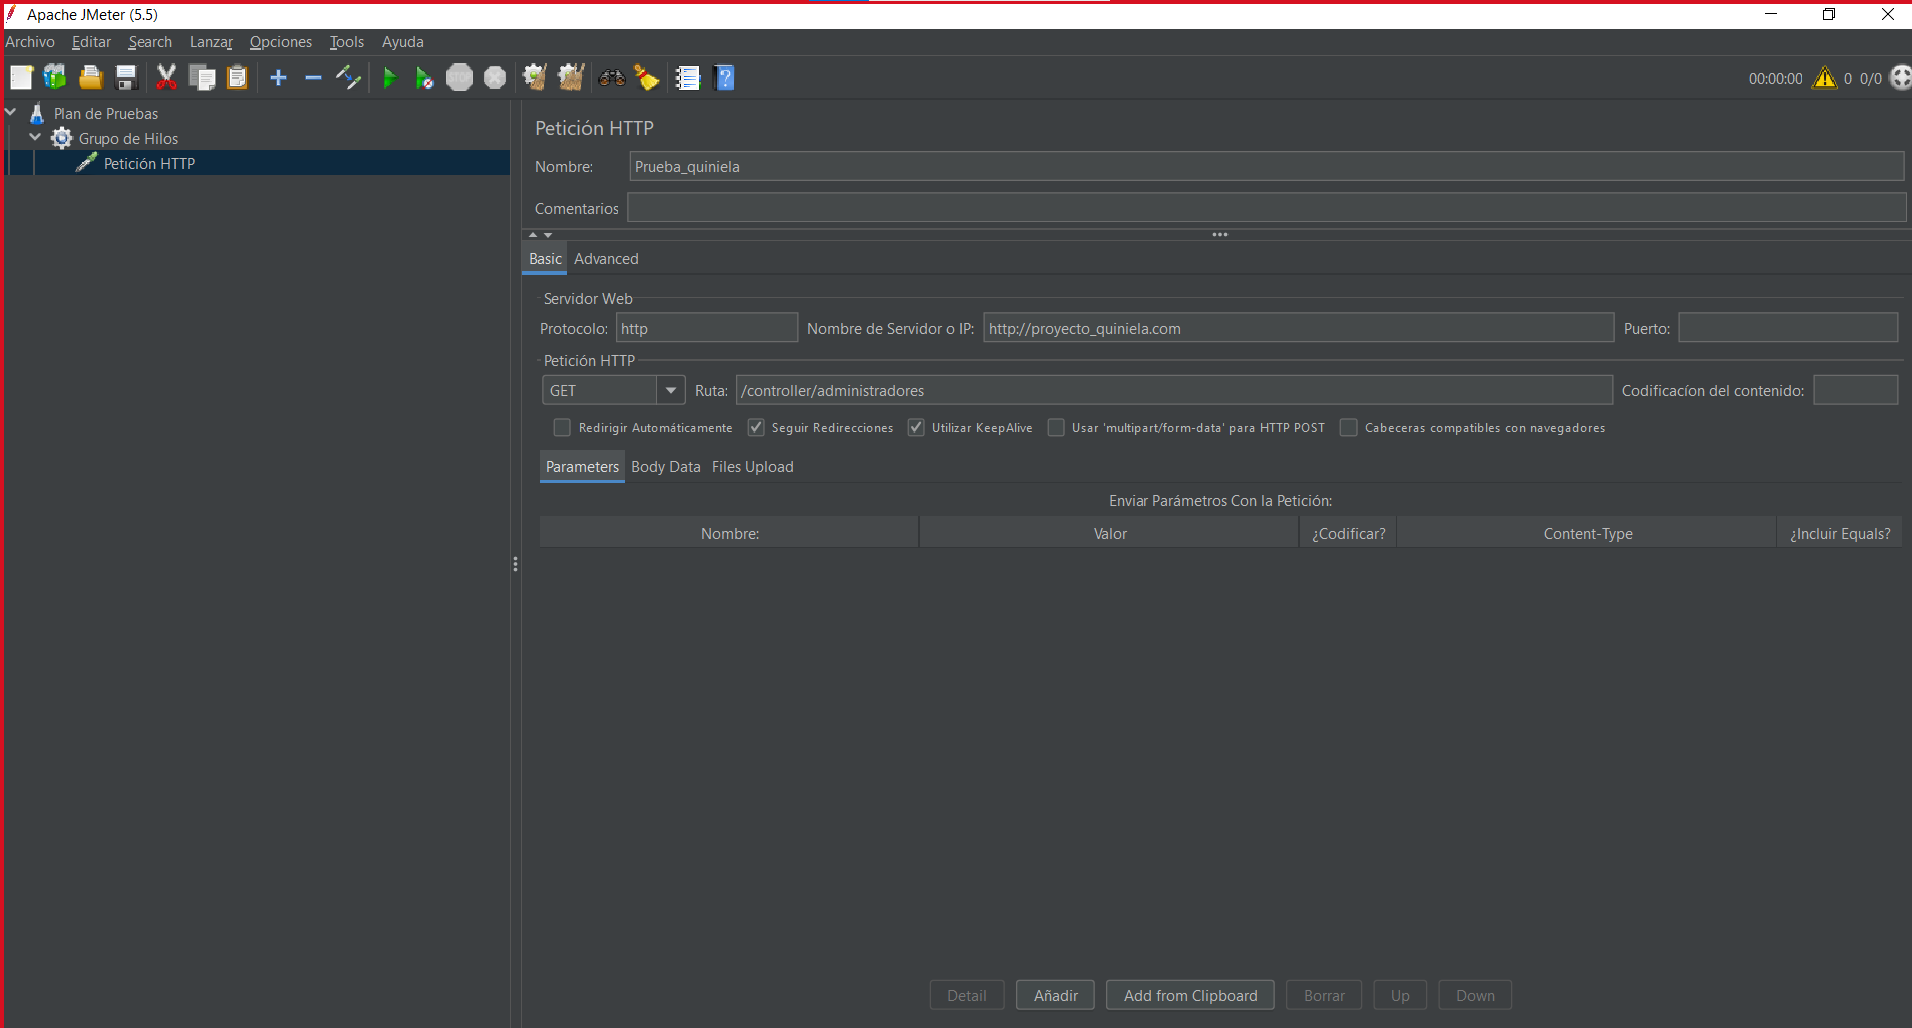 Apache JMeter (5.5)
Archivo Editar Search Lanzar Opciones Tools Ayuda
STOP
00:00:00 0 0/0
Plan de Pruebas
Grupo de Hilos
Petición HTTP
Petición HTTP
Nombre: Prueba_quiniela
Comentarios
Basic Advanced
Servidor Web
Protocolo: http Nombre de Servidor o IP: http://proyecto_quiniela.com Puerto:
Petición HTTP
GET Ruta: /controller/administradores Codificacíon del contenido:
Redirigir Automáticamente Seguir Redirecciones Utilizar KeepAlive Usar 'multipart/form-data' para HTTP POST Cabeceras compatibles con navegadores
Parameters Body Data Files Upload
Enviar Parámetros Con la Petición:
Nombre: Valor ¿Codificar? Content-Type ¿Incluir Equals?
Detail Añadir Add from Clipboard Borrar Up Down